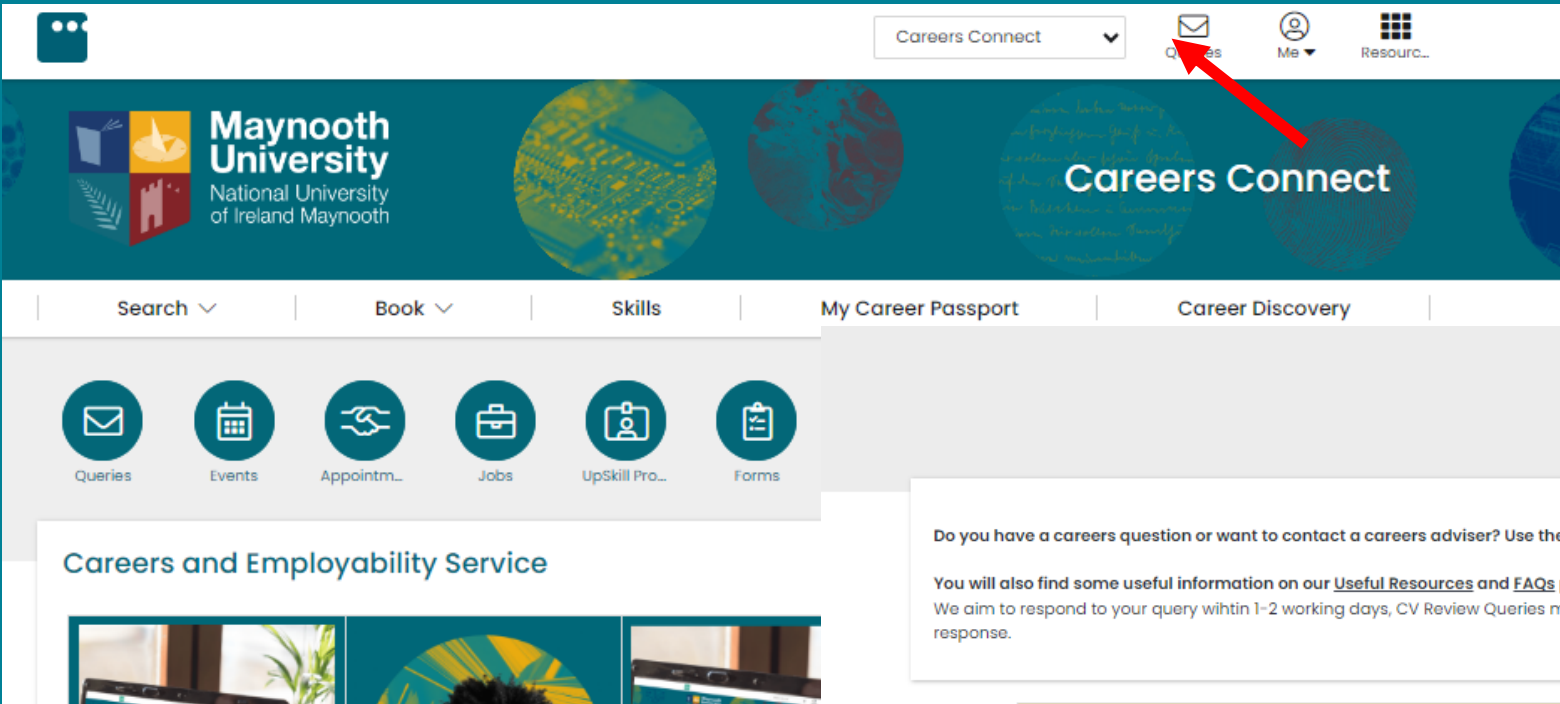 Careers Connect
Queries
Me
Resourc...
Maynooth
University
National University
of Ireland Maynooth
Careers Connect
Search
Book
Skills
My Career Passport
Career Discovery
Queries
Events
Appointm...
Jobs
UpSkill Pro...
Forms
Careers and Employability Service
Do you have a careers question or want to contact a careers adviser? Use the
You will also find some useful information on our Useful Resources and FAQs
We aim to respond to your query wihtin 1-2 working days, CV Review Queries
response.